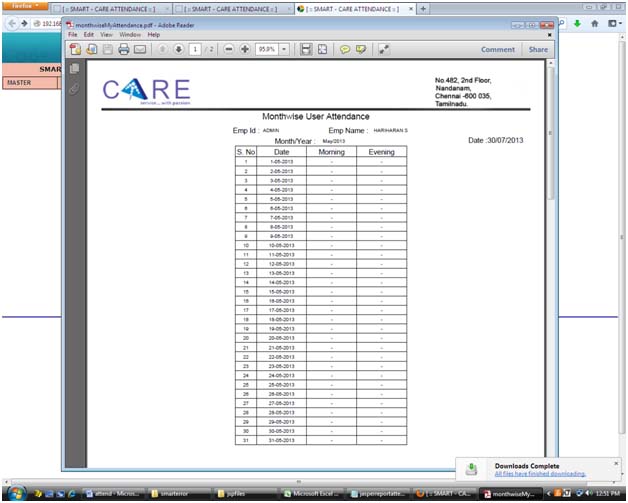 Firefox
[ :: SMART - CARE ATTENDANCE :: ]
[ :: SMART - CARE ATTENDANCE :: ]
[ :: SMART - CARE ATTENDANCE :: ]
192.168
monthwiseMyAttendance.pdf - Adobe Reader
File Edit View Window Help
1 / 2 95.9% Comment Share
SMAR
MASTER
CARE
service... with passion
No.482, 2nd Floor,
Nandanam,
Chennai -600 035,
Tamilnadu.
Monthwise User Attendance
Emp Id : ADMIN Emp Name : HARIHARAN S
Month/Year : May/2013 Date :30/07/2013
S. No Date Morning Evening
1 1-05-2013 - -
2 2-05-2013 - -
3 3-05-2013 - -
4 4-05-2013 - -
5 5-05-2013 - -
6 6-05-2013 - -
7 7-05-2013 - -
8 8-05-2013 - -
9 9-05-2013 - -
10 10-05-2013 - -
11 11-05-2013 - -
12 12-05-2013 - -
13 13-05-2013 - -
14 14-05-2013 - -
15 15-05-2013 - -
16 16-05-2013 - -
17 17-05-2013 - -
18 18-05-2013 - -
19 19-05-2013 - -
20 20-05-2013 - -
21 21-05-2013 - -
22 22-05-2013 - -
23 23-05-2013 - -
24 24-05-2013 - -
25 25-05-2013 - -
26 26-05-2013 - -
27 27-05-2013 - -
28 28-05-2013 - -
29 29-05-2013 - -
30 30-05-2013 - -
31 31-05-2013 - -
Downloads Complete
All files have finished downloading.
attend - Micros... smarterror jspfiles Microsoft Excel ... jasperreportatte... [ :: SMART - CA... monthwiseMy... 12:51 PM